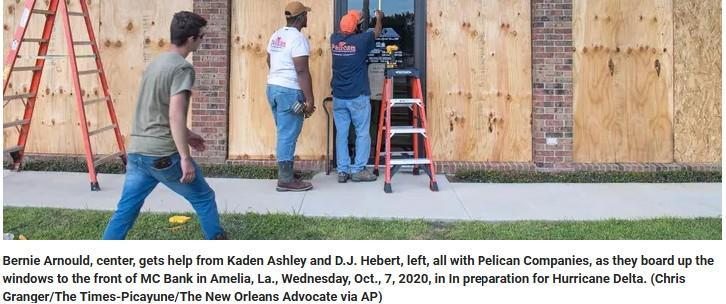 Pelican
Bernie Arnould, center, gets help from Kaden Ashley and D.J. Hebert, left, all with Pelican Companies, as they board up the
windows to the front of MC Bank in Amelia, La., Wednesday, Oct., 7, 2020, in In preparation for Hurricane Delta. (Chris
Granger/The Times-Picayune/The New Orleans Advocate via AP)